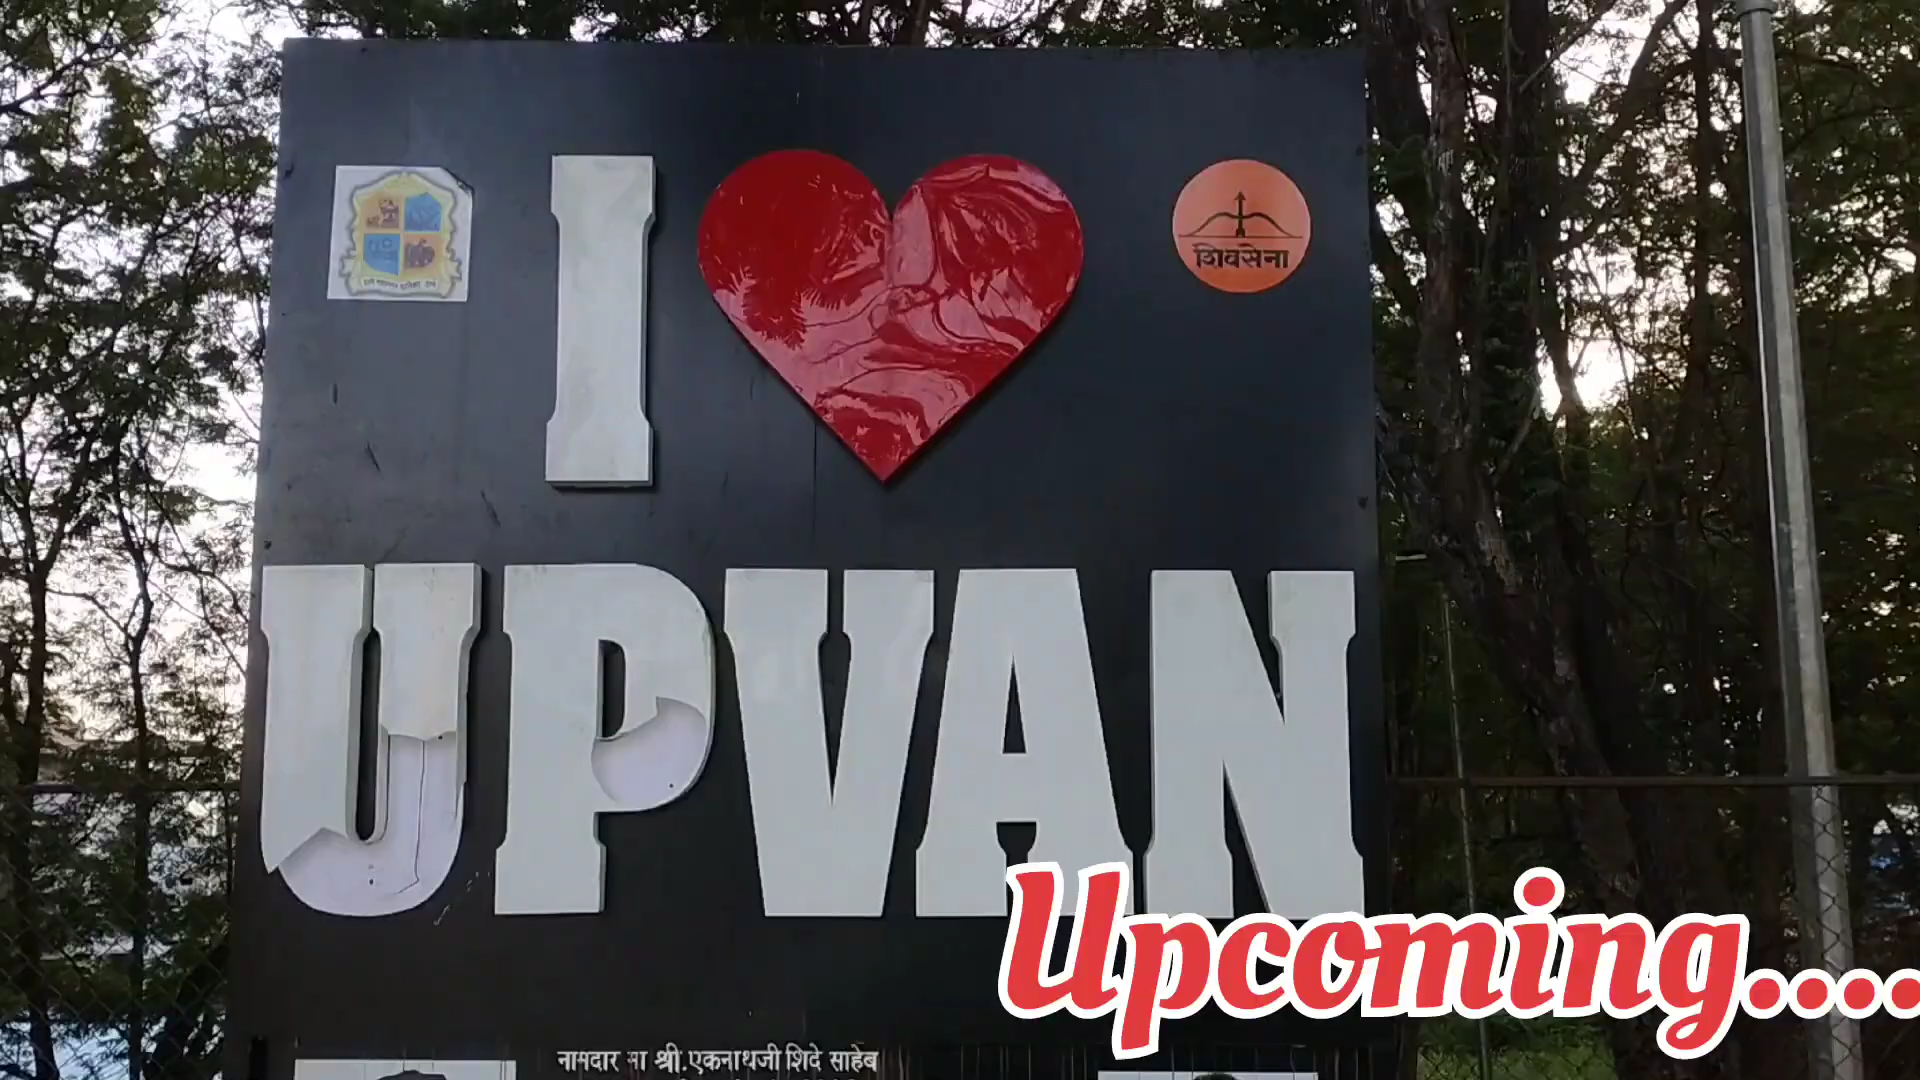 I
शिवसेना
UPVAN
Upcoming....
नामदार मा श्री.एकनाथजी शिंदे साहेब